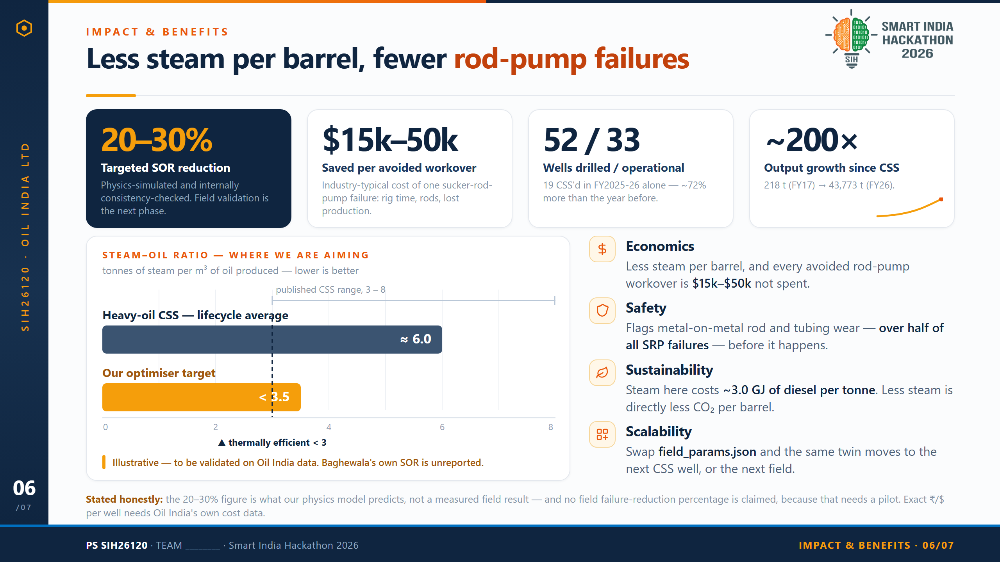 SIH26120 · OIL INDIA LTD
06
/07
IMPACT & BENEFITS
Less steam per barrel, fewer rod-pump failures
SMART INDIA
HACKATHON
2026
SIH
20–30%
Targeted SOR reduction
Physics-simulated and internally
consistency-checked. Field validation is
the next phase.
$15k–50k
Saved per avoided workover
Industry-typical cost of one sucker-rod-
pump failure: rig time, rods, lost
production.
52 / 33
Wells drilled / operational
19 CSS'd in FY2025-26 alone — ~72%
more than the year before.
~200×
Output growth since CSS
218 t (FY17) → 43,773 t (FY26).
STEAM–OIL RATIO — WHERE WE ARE AIMING
tonnes of steam per m³ of oil produced — lower is better
published CSS range, 3 – 8
Heavy-oil CSS — lifecycle average
≈ 6.0
Our optimiser target
< 3.5
0 2 4 6 8
▲ thermally efficient < 3
Illustrative — to be validated on Oil India data. Baghewala's own SOR is unreported.
Economics
Less steam per barrel, and every avoided rod-pump
workover is $15k–$50k not spent.
Safety
Flags metal-on-metal rod and tubing wear — over half of
all SRP failures — before it happens.
Sustainability
Steam here costs ~3.0 GJ of diesel per tonne. Less steam is
directly less CO₂ per barrel.
Scalability
Swap field_params.json and the same twin moves to the
next CSS well, or the next field.
Stated honestly: the 20–30% figure is what our physics model predicts, not a measured field result — and no field failure-reduction percentage is claimed, because that needs a pilot. Exact ₹/$
per well needs Oil India's own cost data.
PS SIH26120 · TEAM ________ · Smart India Hackathon 2026
IMPACT & BENEFITS · 06/07